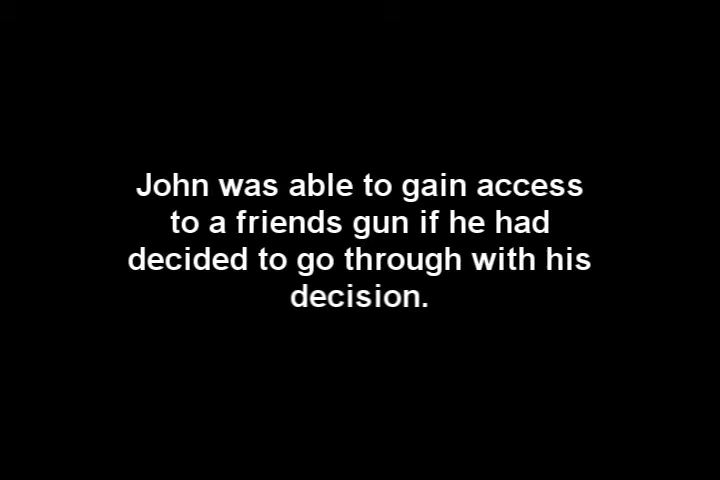 John was able to gain access
to a friends gun if he had
decided to go through with his
decision.